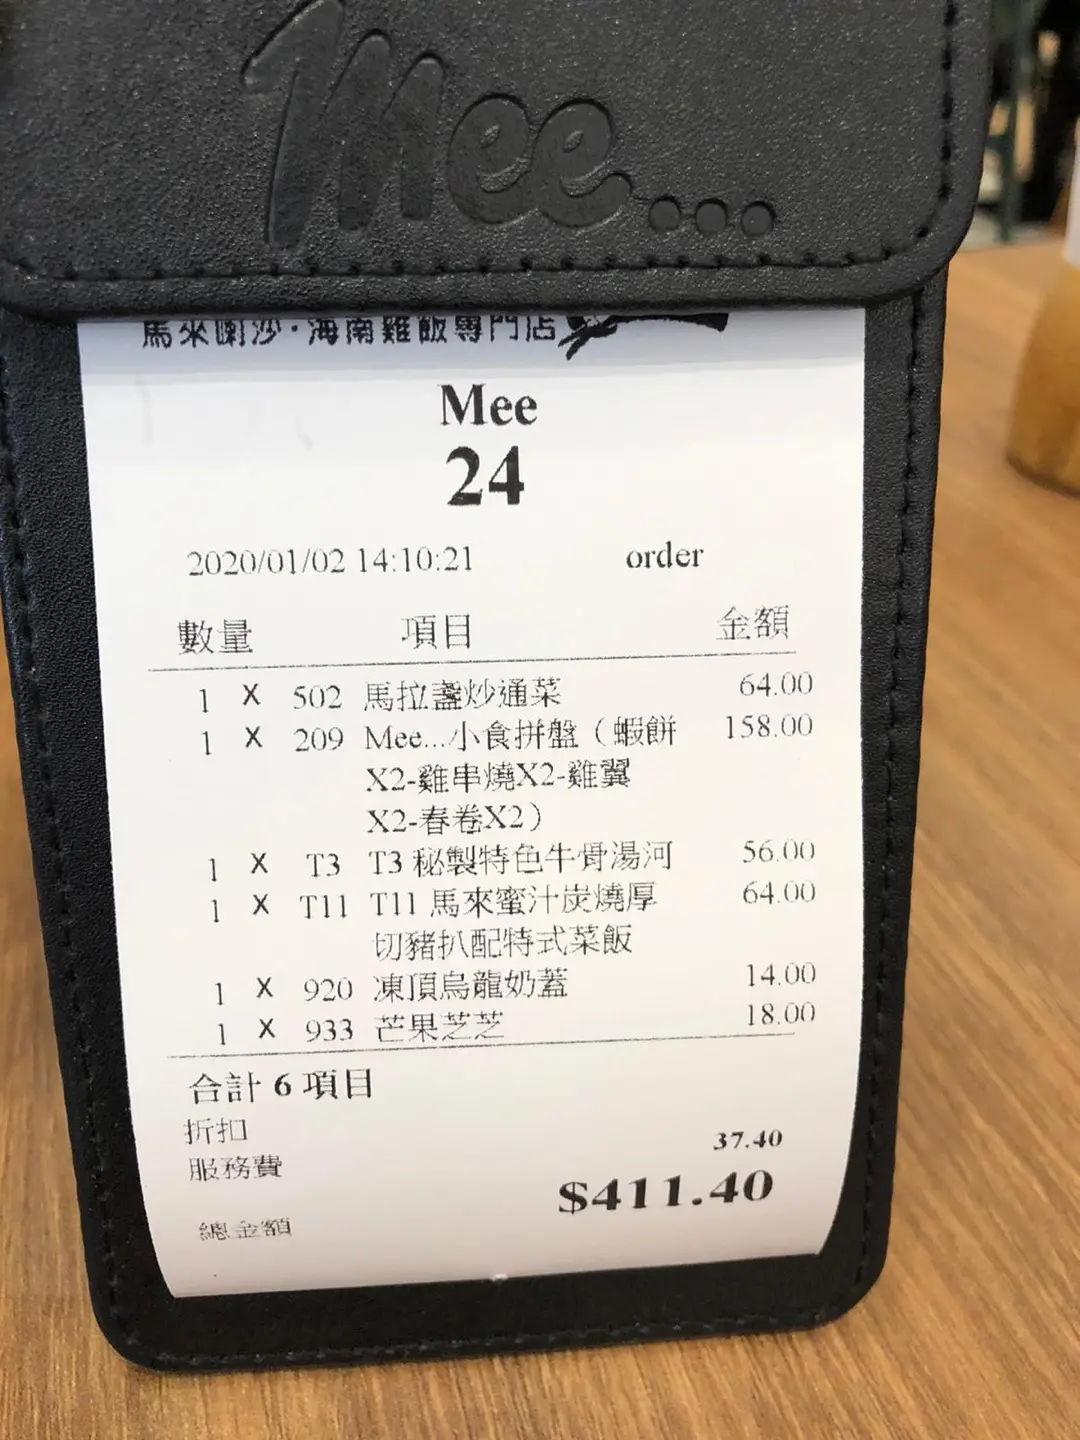 Mee...
馬來喇沙·海南雞飯專門店
Mee
24
2020/01/02 14:10:21 order
數量 項目 金額
1 X 502 馬拉盞炒通菜 64.00
1 X 209 Mee...小食拼盤（蝦餅 158.00
X2-雞串燒X2-雞翼
X2-春卷X2）
1 X T3 T3 秘製特色牛骨湯河 56.00
1 X T11 T11 馬來蜜汁炭燒厚 64.00
切豬扒配特式菜飯
1 X 920 凍頂烏龍奶蓋 14.00
1 X 933 芒果芝芝 18.00
合計 6 項目
折扣
服務費 37.40
總金額 $411.40